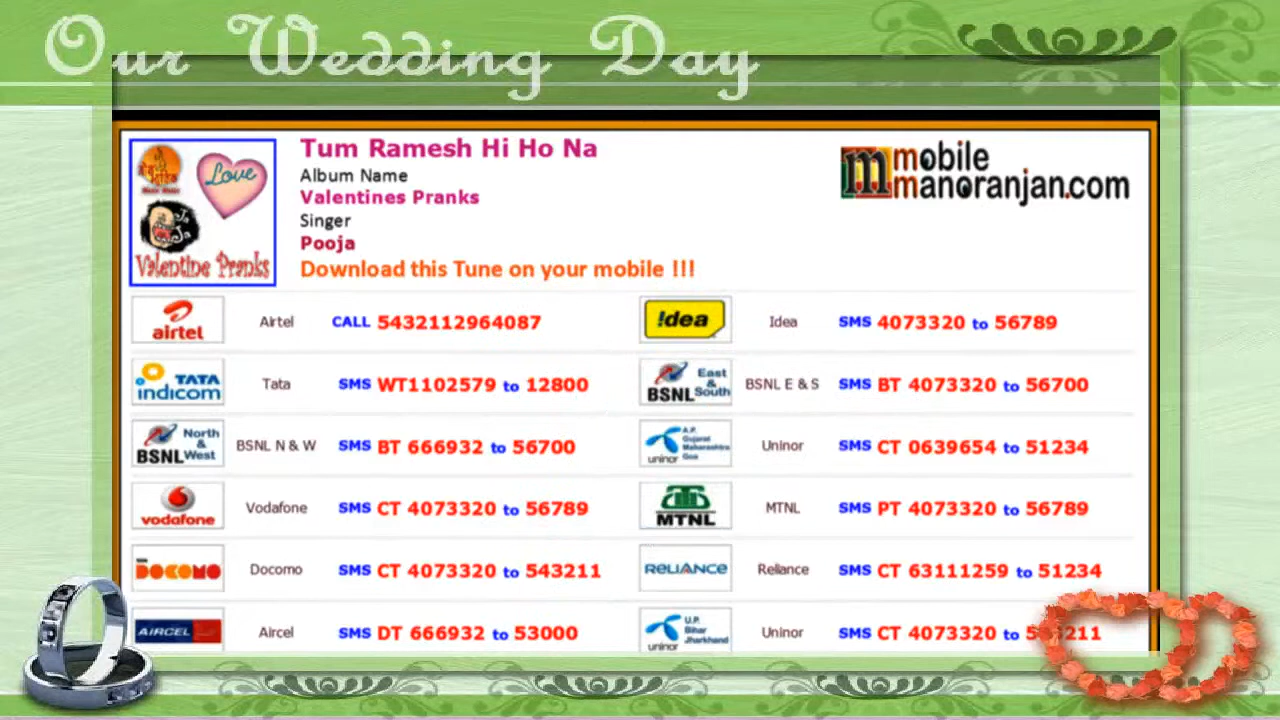 Our Wedding Day
Tum Ramesh Hi Ho Na
Album Name
Valentines Pranks
Singer
Pooja
Download this Tune on your mobile !!!
mobile
manoranjan.com
Love
Valentine Pranks
airtel Airtel CALL 5432112964087
!dea Idea SMS 4073320 to 56789
TATA indicom Tata SMS WT1102579 to 12800
BSNL East & South BSNL E & S SMS BT 4073320 to 56700
BSNL North & West BSNL N & W SMS BT 666932 to 56700
uninor A.P. Gujarat Maharashtra Goa Uninor SMS CT 0639654 to 51234
vodafone Vodafone SMS CT 4073320 to 56789
MTNL MTNL SMS PT 4073320 to 56789
DOCOMO Docomo SMS CT 4073320 to 543211
RELIANCE Reliance SMS CT 63111259 to 51234
AIRCEL Aircel SMS DT 666932 to 53000
uninor U.P. Bihar Jharkhand Uninor SMS CT 4073320 to